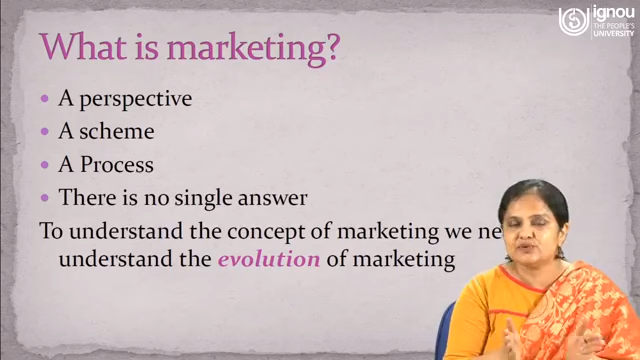 ignou
THE PEOPLE'S
UNIVERSITY
What is marketing?
• A perspective
• A scheme
• A Process
• There is no single answer
To understand the concept of marketing we ne
understand the evolution of marketing